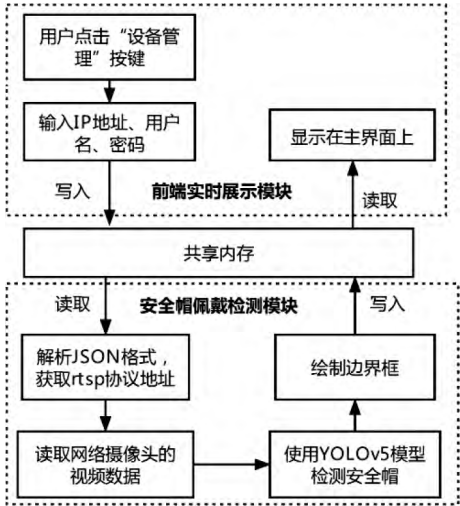 用户点击“设备管
理”按键
输入IP地址、用户
名、密码
显示在主界面上
写入
前端实时展示模块
读取
共享内存
读取
安全帽佩戴检测模块
写入
解析JSON格式，
获取rtsp协议地址
绘制边界框
读取网络摄像头的
视频数据
使用YOLOv5模型
检测安全帽